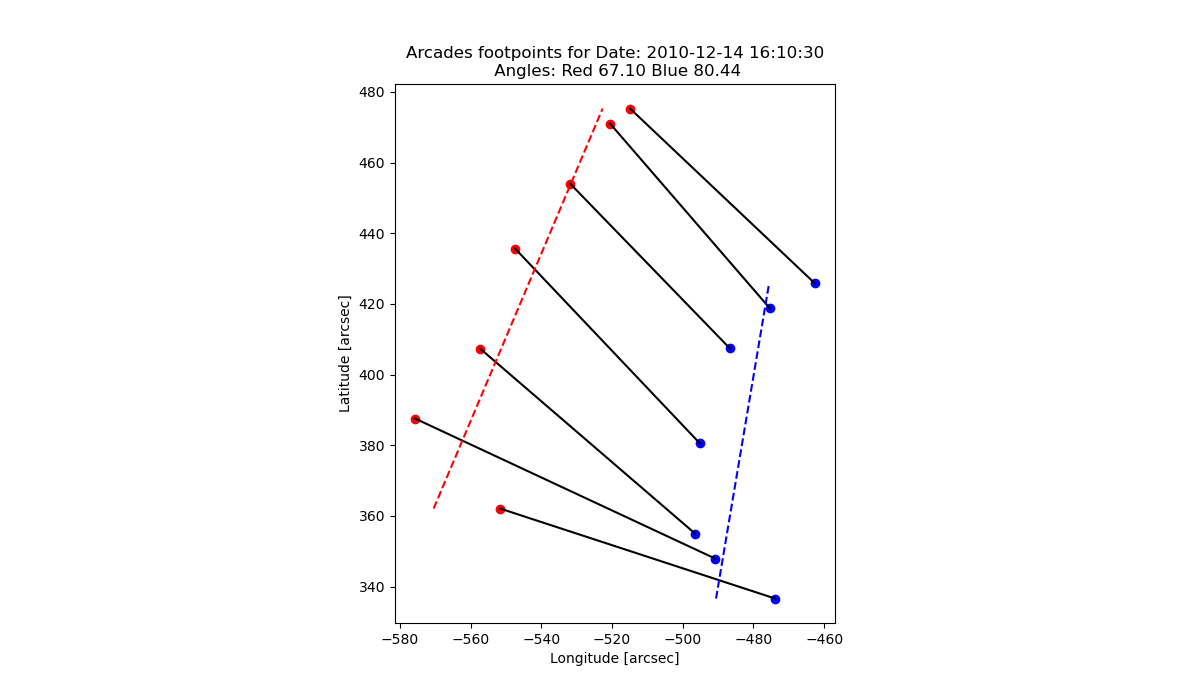 Arcades footpoints for Date: 2010-12-14 16:10:30
Angles: Red 67.10 Blue 80.44
480
460
440
420
400
380
360
340
Latitude [arcsec]
−580 −560 −540 −520 −500 −480 −460
Longitude [arcsec]